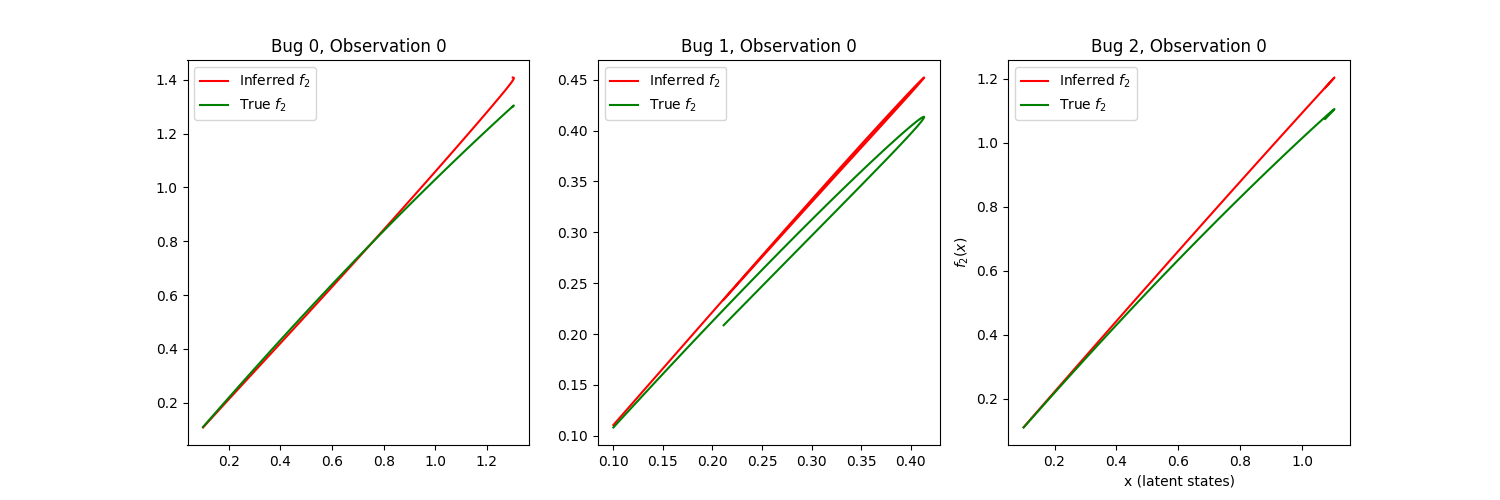 Bug 0, Observation 0
Inferred f₂
True f₂
1.4
1.2
1.0
0.8
0.6
0.4
0.2
0.2 0.4 0.6 0.8 1.0 1.2
Bug 1, Observation 0
Inferred f₂
True f₂
0.45
0.40
0.35
0.30
0.25
0.20
0.15
0.10
0.10 0.15 0.20 0.25 0.30 0.35 0.40
Bug 2, Observation 0
Inferred f₂
True f₂
f₂(x)
1.2
1.0
0.8
0.6
0.4
0.2
0.2 0.4 0.6 0.8 1.0
x (latent states)